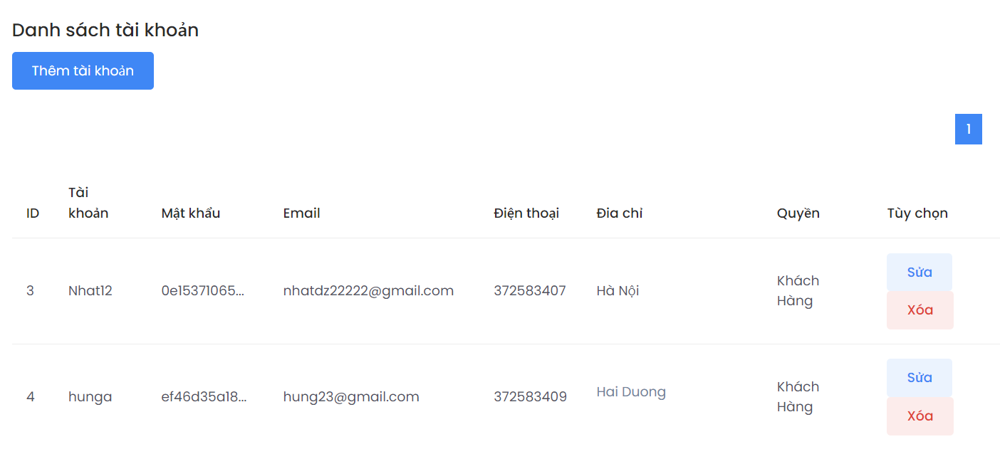 Danh sách tài khoản
Thêm tài khoản
1
ID Tài khoản Mật khẩu Email Điện thoại Đia chỉ Quyền Tùy chọn
3 Nhat12 0e15371065... nhatdz22222@gmail.com 372583407 Hà Nội Khách Hàng Sửa
Xóa
4 hunga ef46d35a18... hung23@gmail.com 372583409 Hai Duong Khách Hàng Sửa
Xóa